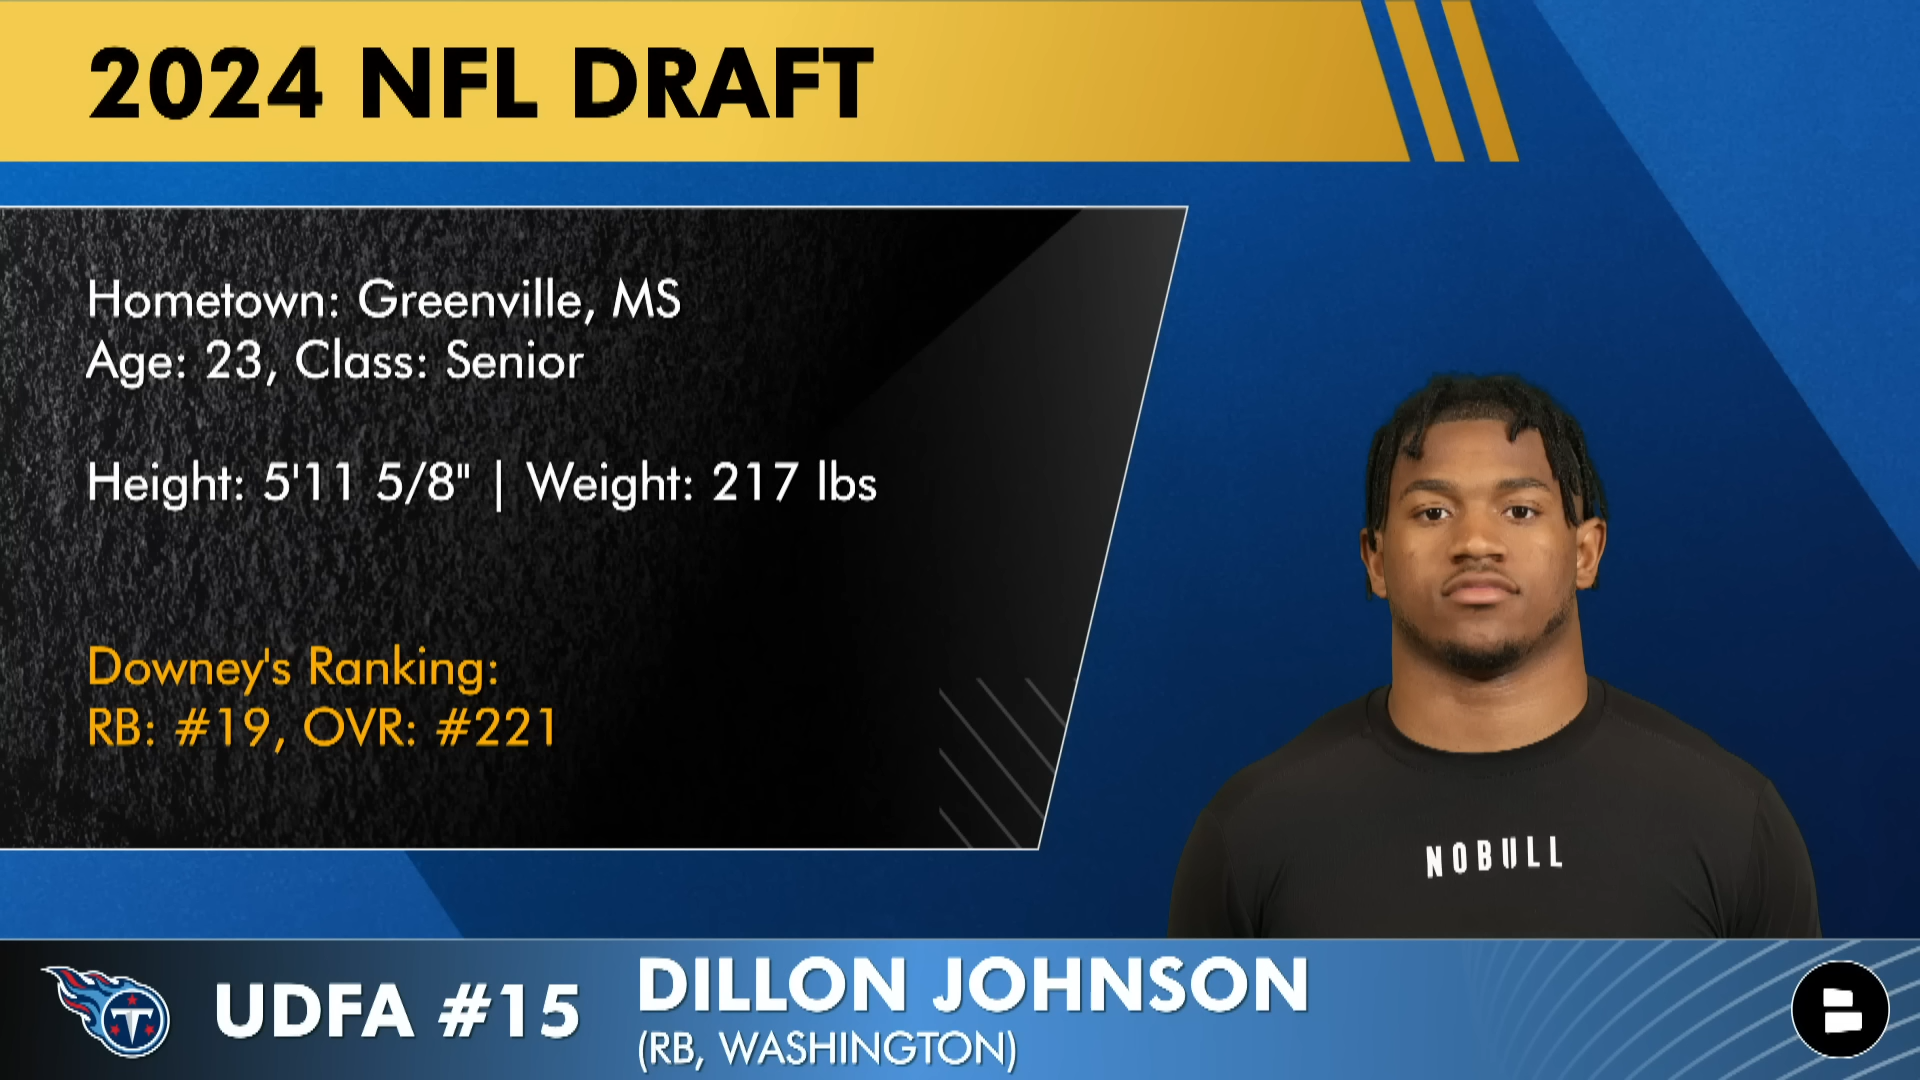 2024 NFL DRAFT
Hometown: Greenville, MS
Age: 23, Class: Senior
Height: 5'11 5/8" | Weight: 217 lbs
Downey's Ranking:
RB: #19, OVR: #221
NOBULL
T
UDFA #15
DILLON JOHNSON
(RB, WASHINGTON)